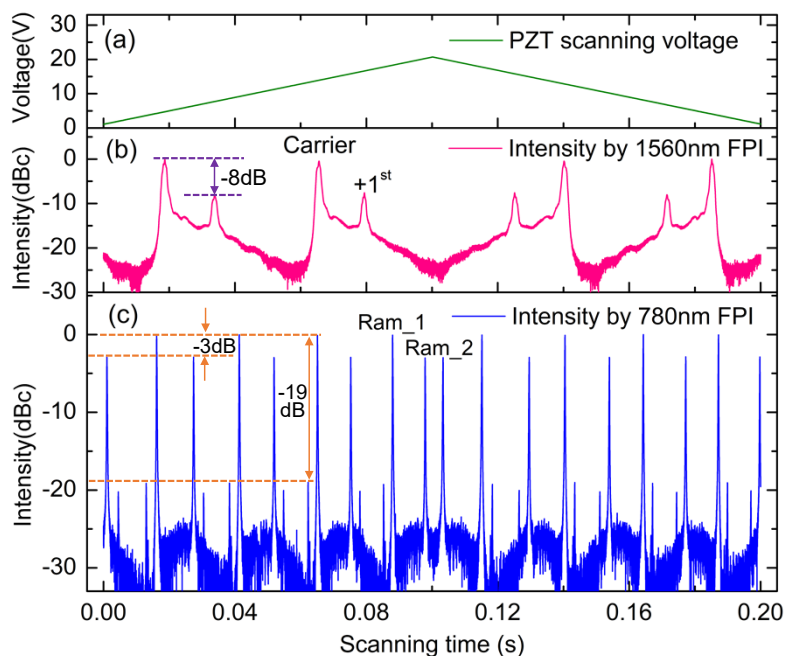 (a)
PZT scanning voltage
Voltage(V)
30
20
10
0
(b)
Carrier
Intensity by 1560nm FPI
-8dB
+1st
Intensity(dBc)
0
-10
-20
-30
(c)
Ram_1
Intensity by 780nm FPI
Ram_2
-3dB
-19
dB
Intensity(dBc)
0
-10
-20
-30
0.00 0.04 0.08 0.12 0.16 0.20
Scanning time (s)